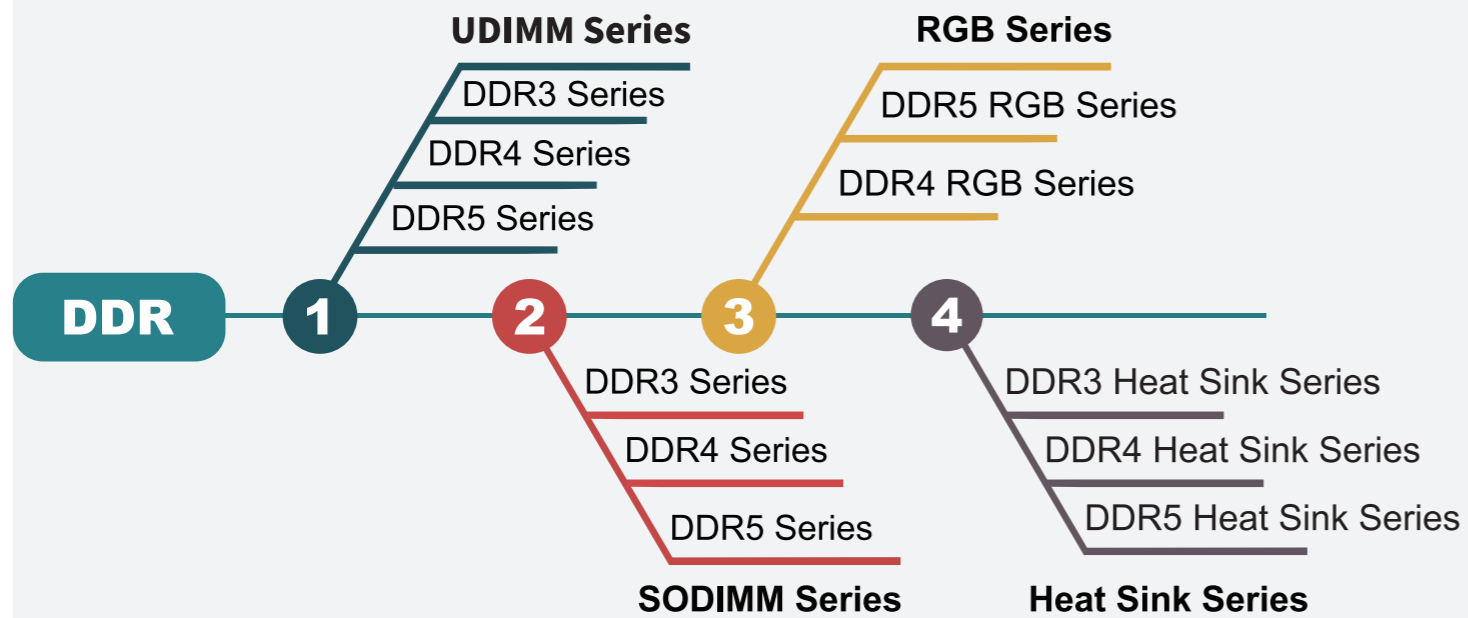 UDIMM Series
DDR3 Series
DDR4 Series
DDR5 Series
RGB Series
DDR5 RGB Series
DDR4 RGB Series
DDR
1
2
3
4
DDR3 Series
DDR4 Series
DDR5 Series
SODIMM Series
DDR3 Heat Sink Series
DDR4 Heat Sink Series
DDR5 Heat Sink Series
Heat Sink Series